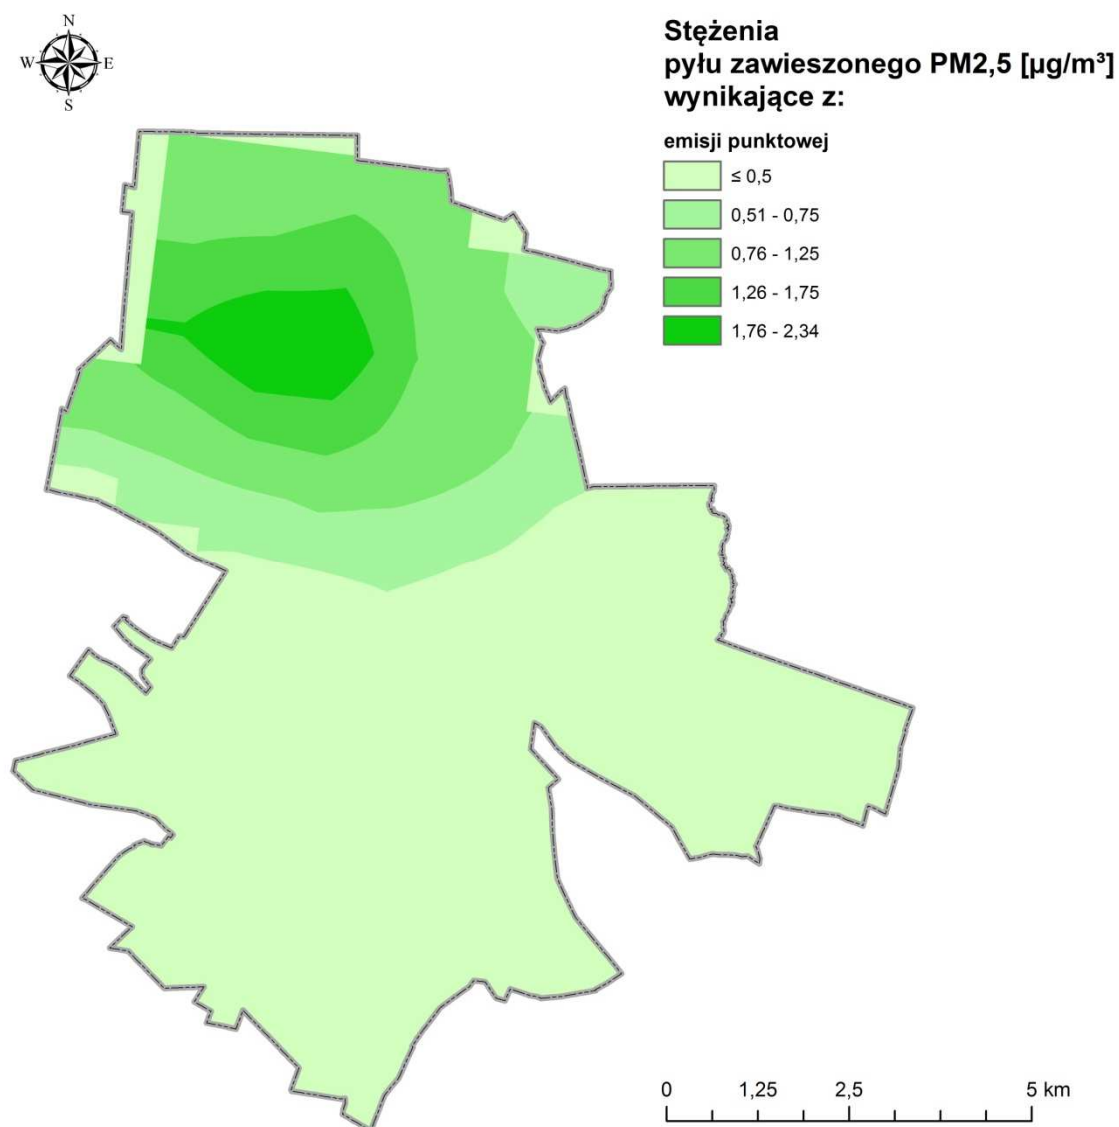 N
W E
S
Stężenia
pyłu zawieszonego PM2,5 [µg/m³]
wynikające z:
emisji punktowej
≤ 0,5
0,51 - 0,75
0,76 - 1,25
1,26 - 1,75
1,76 - 2,34
0 1,25 2,5 5 km